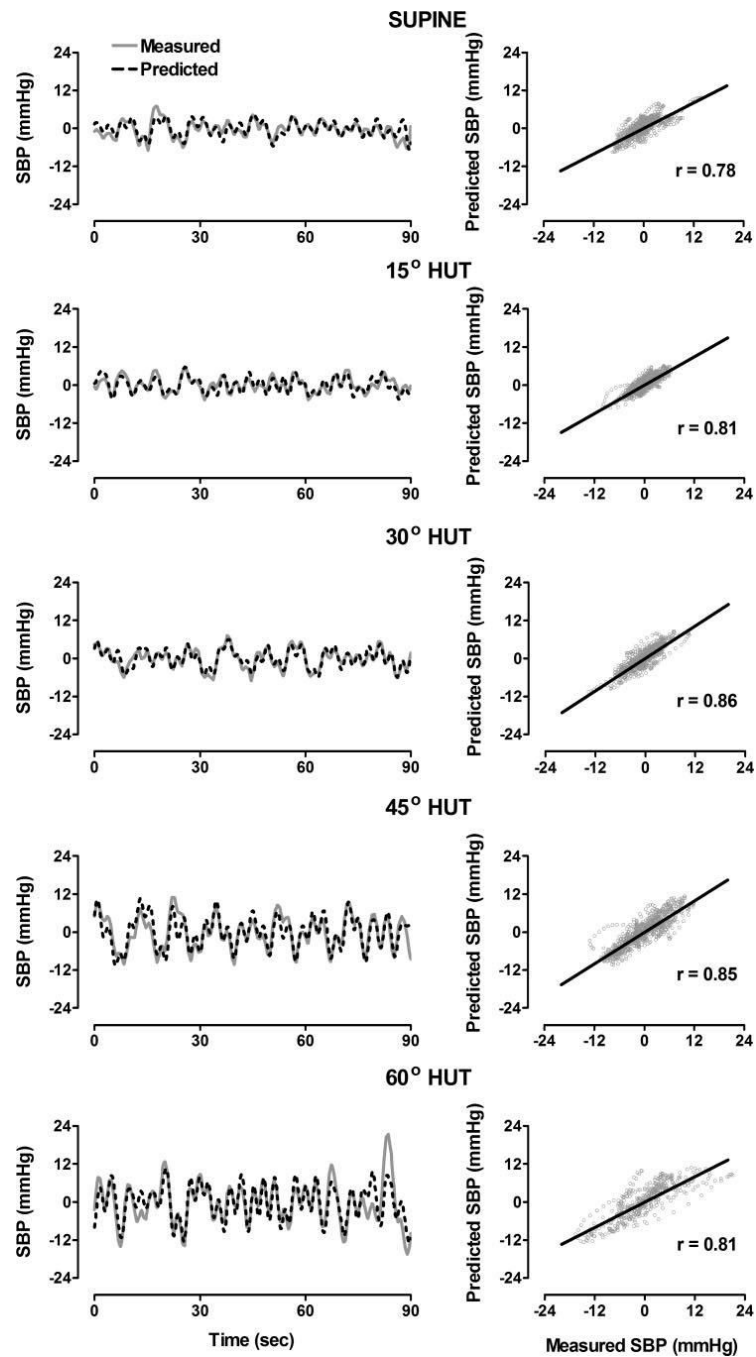 SUPINE
Measured
Predicted
SBP (mmHg)
24
12
0
-12
-24
0 30 60 90
Predicted SBP (mmHg)
24
12
0
-12
-24
r = 0.78
-24 -12 0 12 24
15° HUT
SBP (mmHg)
24
12
0
-12
-24
0 30 60 90
Predicted SBP (mmHg)
24
12
0
-12
-24
r = 0.81
-24 -12 0 12 24
30° HUT
SBP (mmHg)
24
12
0
-12
-24
0 30 60 90
Predicted SBP (mmHg)
24
12
0
-12
-24
r = 0.86
-24 -12 0 12 24
45° HUT
SBP (mmHg)
24
12
0
-12
-24
0 30 60 90
Predicted SBP (mmHg)
24
12
0
-12
-24
r = 0.85
-24 -12 0 12 24
60° HUT
SBP (mmHg)
24
12
0
-12
-24
0 30 60 90
Time (sec)
Predicted SBP (mmHg)
24
12
0
-12
-24
r = 0.81
-24 -12 0 12 24
Measured SBP (mmHg)